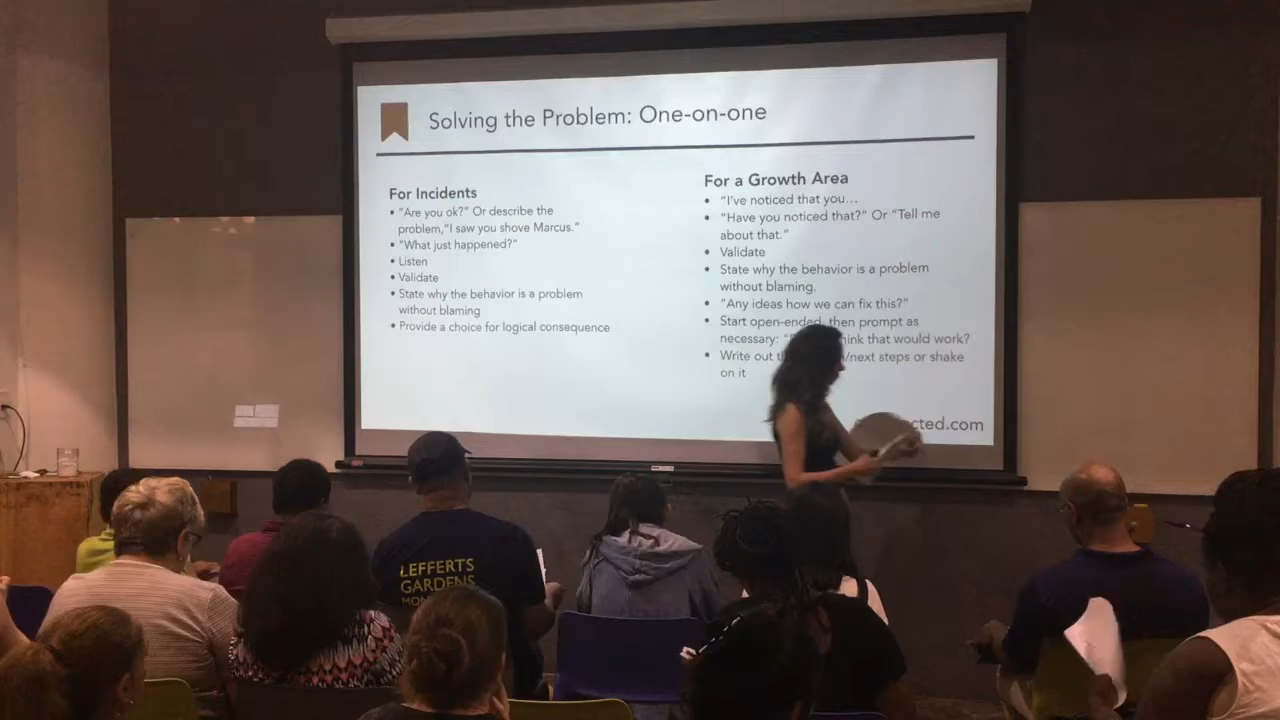 Solving the Problem: One-on-one
For Incidents
• "Are you ok?" Or describe the
problem,"I saw you shove Marcus."
• "What just happened?"
• Listen
• Validate
• State why the behavior is a problem
without blaming
• Provide a choice for logical consequence
For a Growth Area
• "I've noticed that you…
• "Have you noticed that?" Or "Tell me
about that."
• Validate
• State why the behavior is a problem
without blaming.
• "Any ideas how we can fix this?"
• Start open-ended, then prompt as
necessary: " that would work?
• Write out /next steps or shake
on it
LEFFERTS
GARDENS